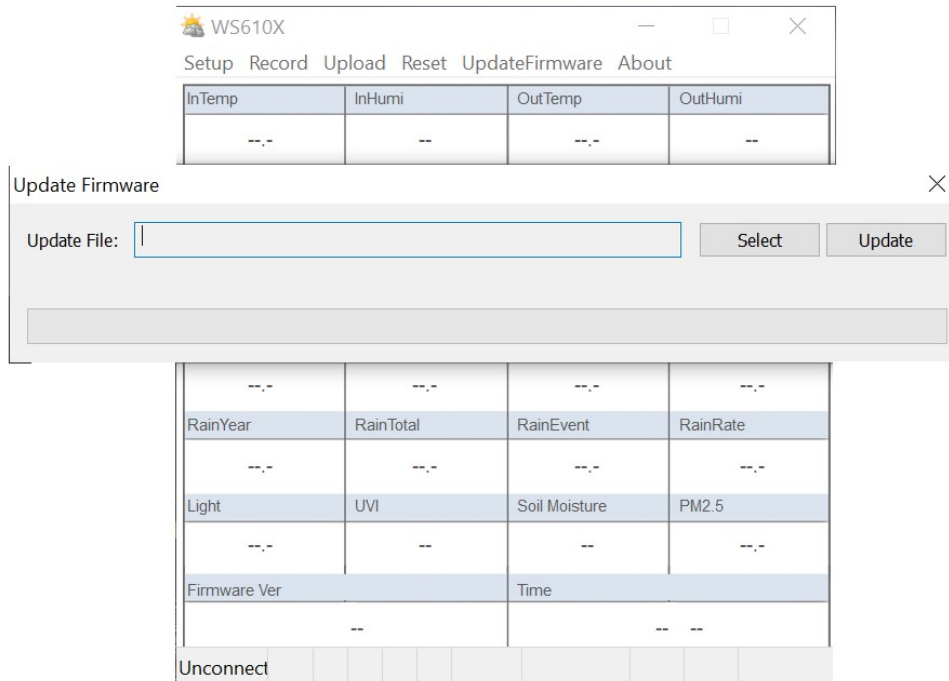 WS610X
Setup Record Upload Reset UpdateFirmware About
InTemp InHumi OutTemp OutHumi
--.- -- --.- --
Update Firmware
Update File: Select Update
--.- --.- --.- --.-
RainYear RainTotal RainEvent RainRate
--.- --.- --.- --.-
Light UVI Soil Moisture PM2.5
--.- -- -- --.-
Firmware Ver Time
-- -- --
Unconnect